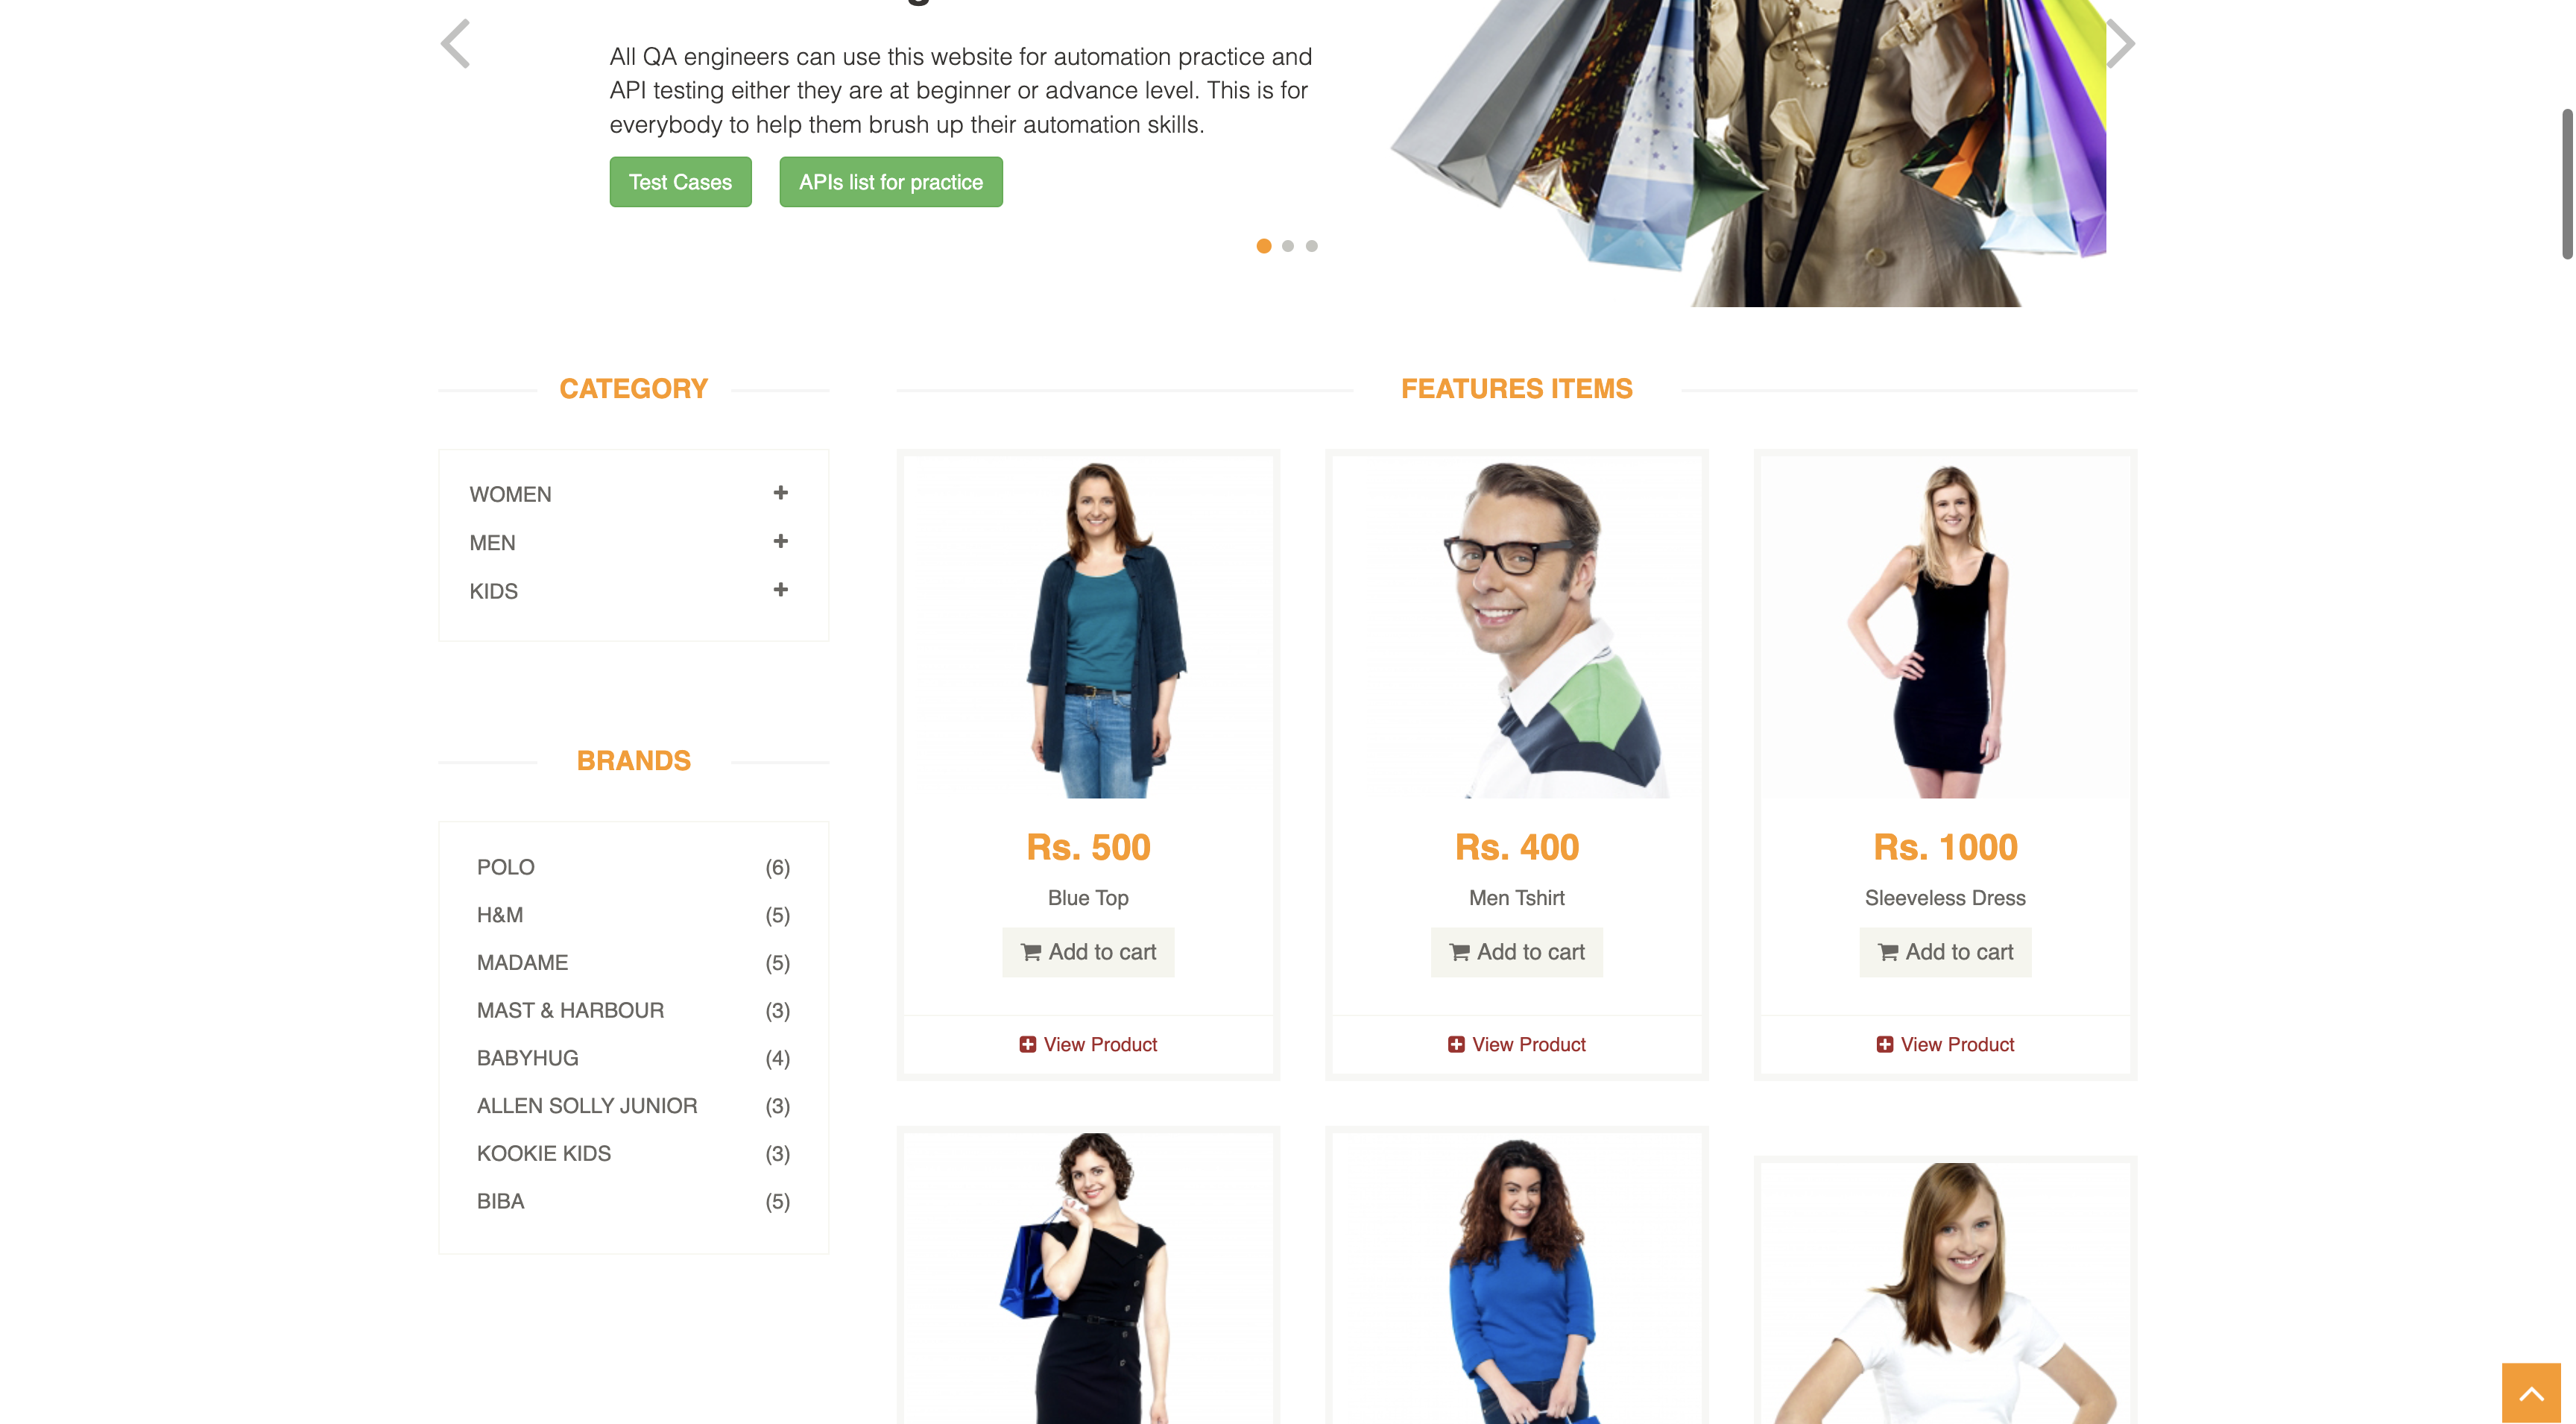 All QA engineers can use this website for automation practice and
API testing either they are at beginner or advance level. This is for
everybody to help them brush up their automation skills.
Test Cases
APIs list for practice
CATEGORY
WOMEN
MEN
KIDS
BRANDS
POLO (6)
H&M (5)
MADAME (5)
MAST & HARBOUR (3)
BABYHUG (4)
ALLEN SOLLY JUNIOR (3)
KOOKIE KIDS (3)
BIBA (5)
FEATURES ITEMS
Rs. 500
Blue Top
Add to cart
View Product
Rs. 400
Men Tshirt
Add to cart
View Product
Rs. 1000
Sleeveless Dress
Add to cart
View Product